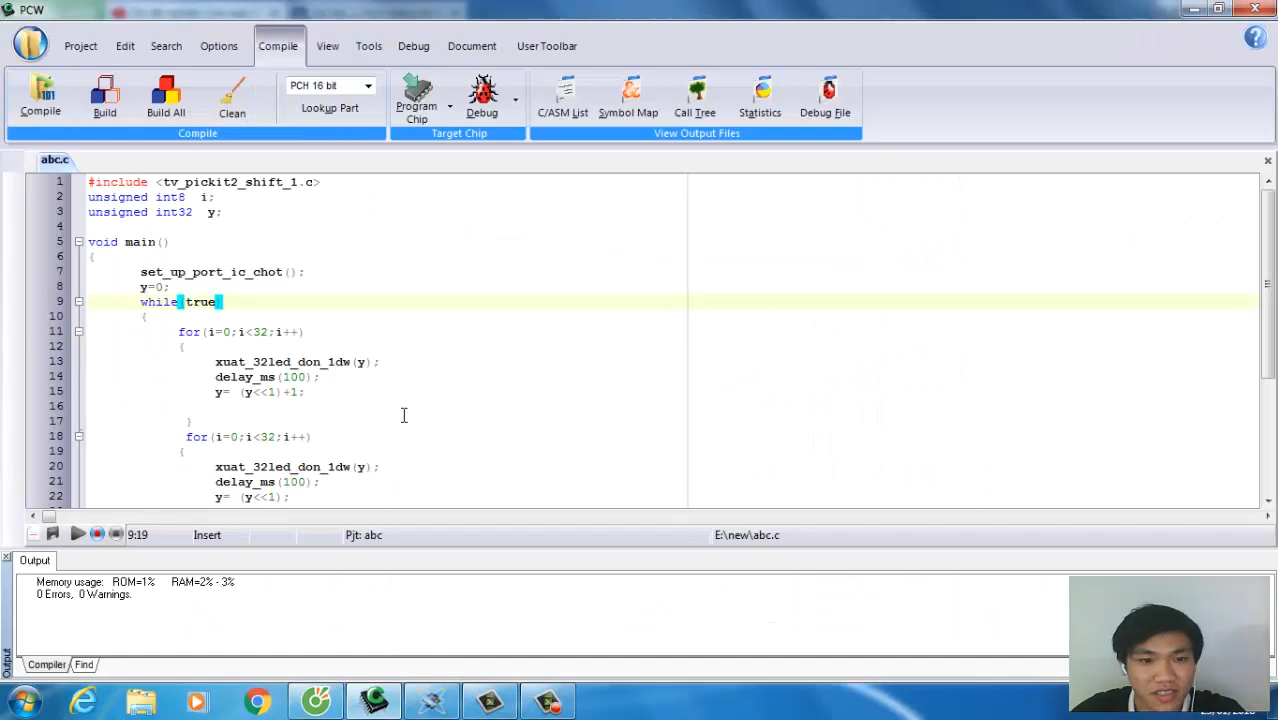 PCW
Project Edit Search Options Compile View Tools Debug Document User Toolbar
PCH 16 bit
Compile Build Build All Clean Lookup Part Program Chip Debug C/ASM List Symbol Map Call Tree Statistics Debug File
Compile Target Chip View Output Files
abc.c
1 #include <tv_pickit2_shift_1.c>
2 unsigned int8 i;
3 unsigned int32 y;
4
5 void main()
6 {
7 set_up_port_ic_chot();
8 y=0;
9 while(true)
10 {
11 for(i=0;i<32;i++)
12 {
13 xuat_32led_don_1dw(y);
14 delay_ms(100);
15 y= (y<<1)+1;
16
17 }
18 for(i=0;i<32;i++)
19 {
20 xuat_32led_don_1dw(y);
21 delay_ms(100);
22 y= (y<<1);
9:19 Insert Pjt: abc E:\new\abc.c
Output
Memory usage: ROM=1% RAM=2% - 3%
0 Errors, 0 Warnings.
Output
Compiler Find